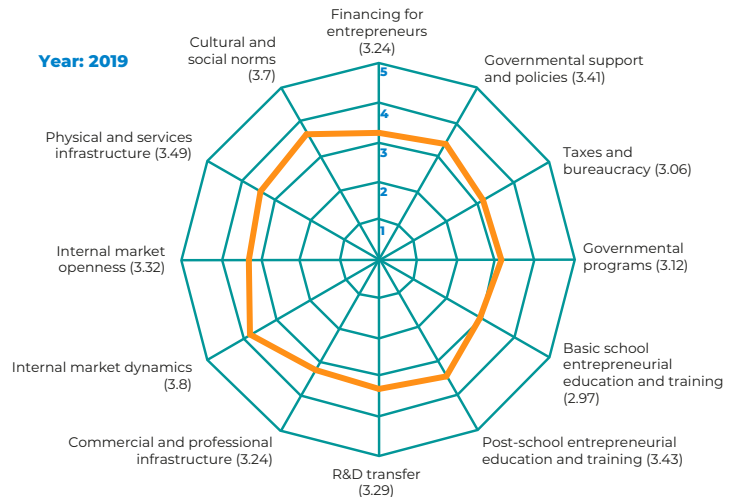 Year: 2019
Financing for
entrepreneurs
(3.24)
Governmental support
and policies (3.41)
Taxes and
bureaucracy (3.06)
Governmental
programs (3.12)
Basic school
entrepreneurial
education and training
(2.97)
Post-school entrepreneurial
education and training (3.43)
R&D transfer
(3.29)
Commercial and professional
infrastructure (3.24)
Internal market dynamics
(3.8)
Internal market
openness (3.32)
Physical and services
infrastructure (3.49)
Cultural and
social norms
(3.7)
5
4
3
2
1